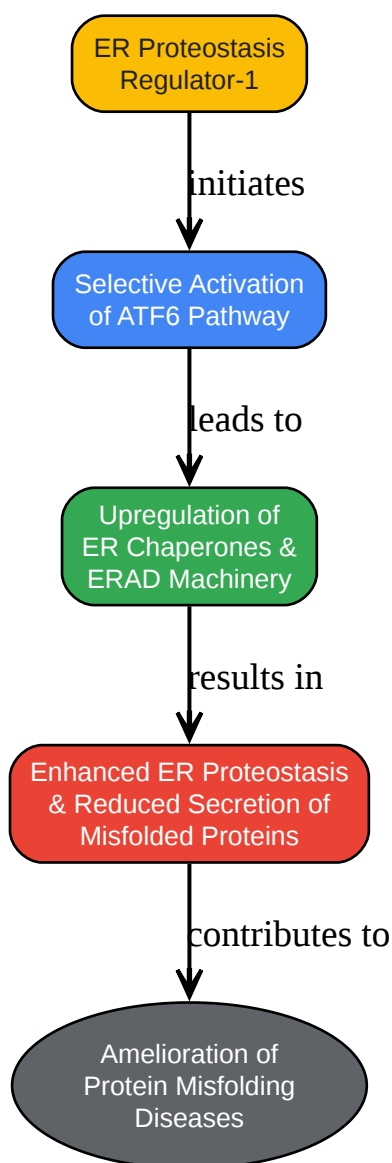 ER Proteostasis
Regulator-1
initiates
Selective Activation
of ATF6 Pathway
leads to
Upregulation of
ER Chaperones &
ERAD Machinery
results in
Enhanced ER Proteostasis
& Reduced Secretion of
Misfolded Proteins
contributes to
Amelioration of
Protein Misfolding
Diseases